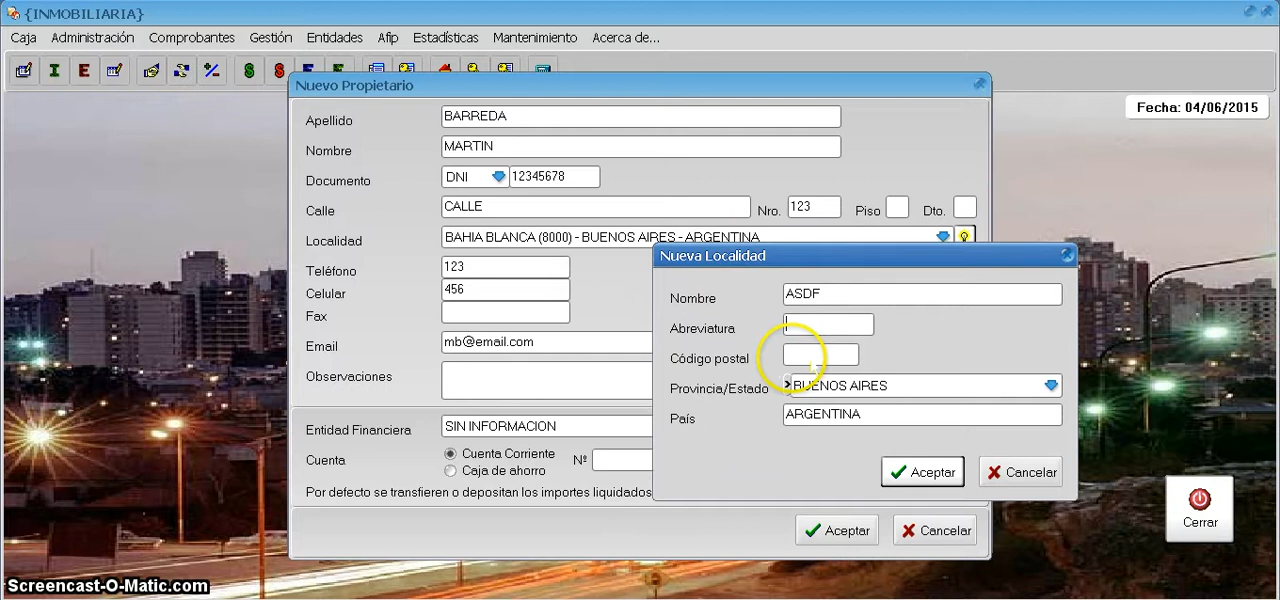 {INMOBILIARIA}
Caja Administración Comprobantes Gestión Entidades Afip Estadísticas Mantenimiento Acerca de...
I E S S
Nuevo Propietario
Fecha: 04/06/2015
Apellido BARREDA
Nombre MARTIN
Documento DNI 12345678
Calle CALLE Nro. 123 Piso Dto.
Localidad BAHIA BLANCA (8000) - BUENOS AIRES - ARGENTINA
Teléfono 123
Celular 456
Fax
Email mb@email.com
Observaciones
Entidad Financiera SIN INFORMACION
Cuenta Cuenta Corriente Nº
Caja de ahorro
Por defecto se transfieren o depositan los importes liquidados
Aceptar Cancelar
Nueva Localidad
Nombre ASDF
Abreviatura
Código postal
Provincia/Estado BUENOS AIRES
País ARGENTINA
Aceptar Cancelar
Cerrar
Screencast-O-Matic.com